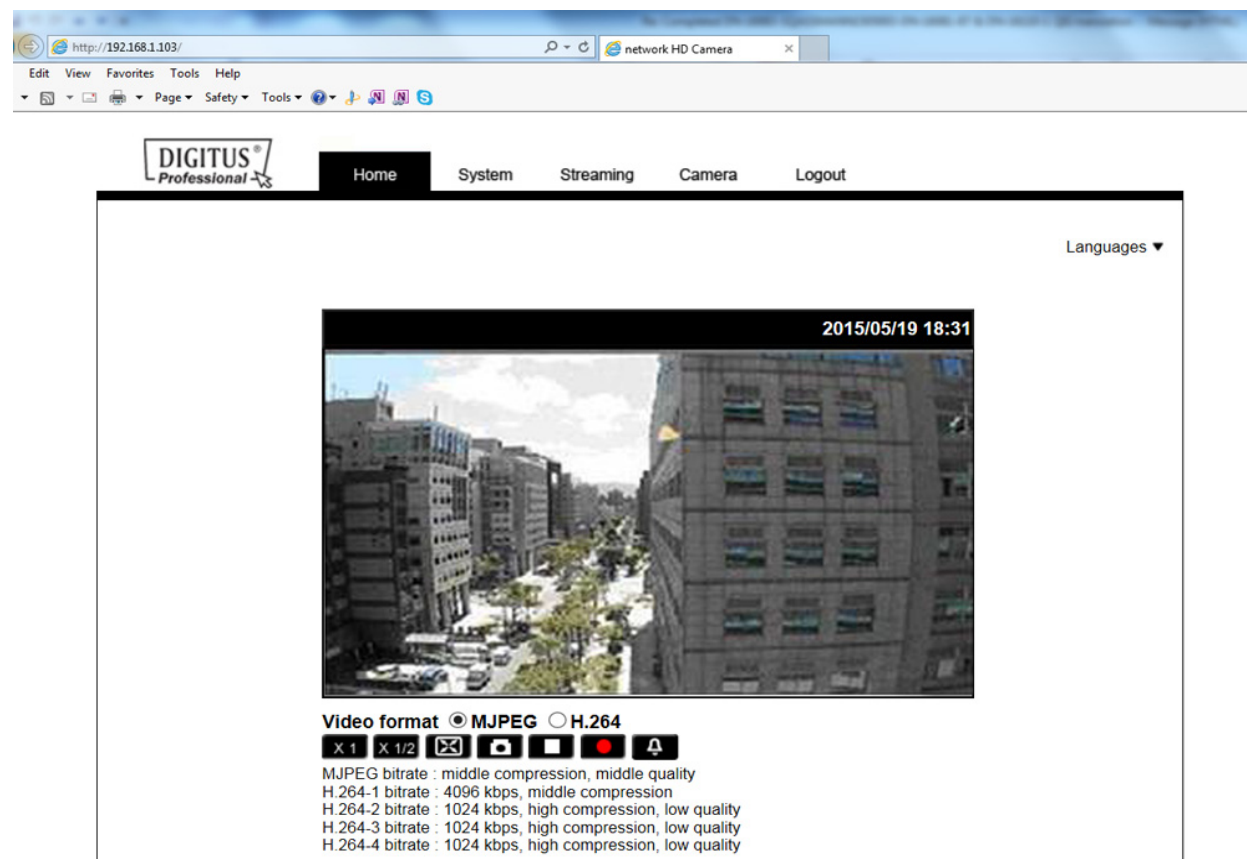 http://192.168.1.103/
network HD Camera
Edit View Favorites Tools Help
Page Safety Tools
DIGITUS®
Professional
Home System Streaming Camera Logout
Languages ▼
2015/05/19 18:31
Video format MJPEG H.264
X 1 X 1/2
MJPEG bitrate : middle compression, middle quality
H.264-1 bitrate : 4096 kbps, middle compression
H.264-2 bitrate : 1024 kbps, high compression, low quality
H.264-3 bitrate : 1024 kbps, high compression, low quality
H.264-4 bitrate : 1024 kbps, high compression, low quality